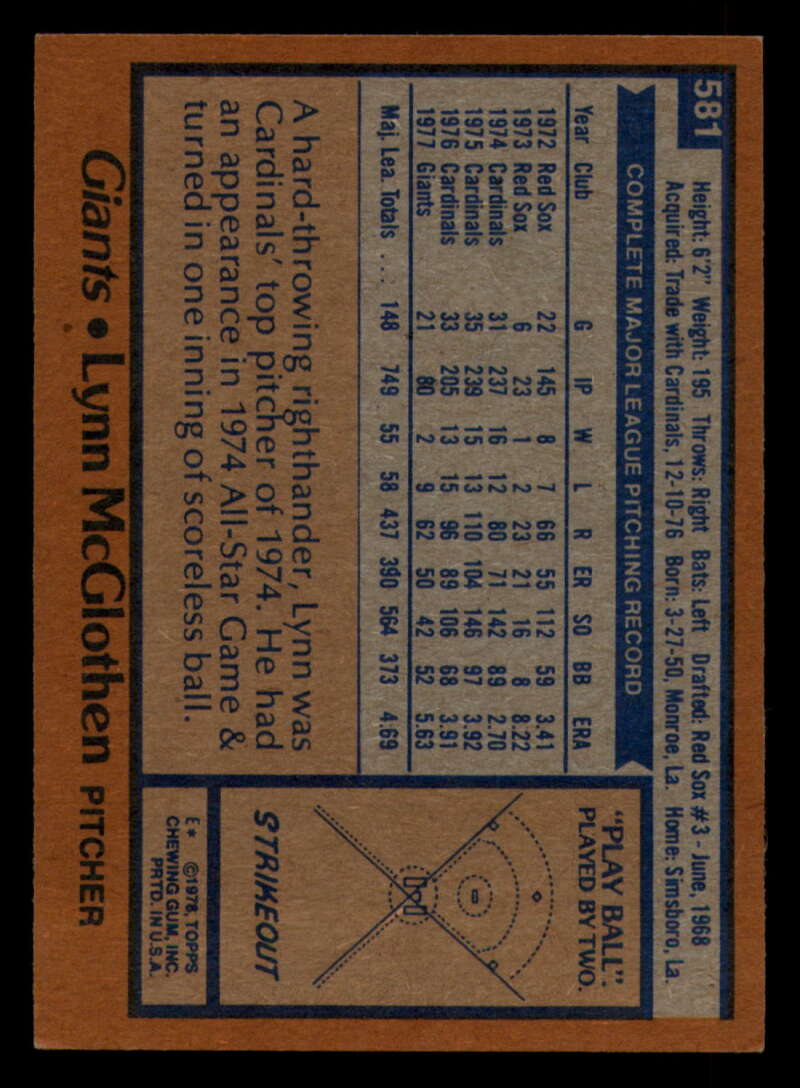 581
Height: 6'2" Weight: 195 Throws: Right Bats: Left Drafted: Red Sox #3 - June, 1968
Acquired: Trade with Cardinals, 12-10-76 Born: 3-27-50, Monroe, La. Home: Simsboro, La.
COMPLETE MAJOR LEAGUE PITCHING RECORD
Year Club G IP W L R ER SO BB ERA
1972 Red Sox 22 145 8 7 66 55 112 59 3.41
1973 Red Sox 6 23 1 2 23 21 16 8 8.22
1974 Cardinals 31 237 16 12 80 71 142 89 2.70
1975 Cardinals 35 239 15 13 110 104 146 97 3.92
1976 Cardinals 33 205 13 15 96 89 106 68 3.91
1977 Giants 21 80 2 9 62 50 42 52 5.63
Maj. Lea. Totals ... 148 749 55 58 437 390 564 373 4.69
A hard-throwing righthander, Lynn was
Cardinals' top pitcher of 1974. He had
an appearance in 1974 All-Star Game &
turned in one inning of scoreless ball.
"PLAY BALL"
PLAYED BY TWO.
STRIKEOUT
E* ©1978, TOPPS
CHEWING GUM, INC.
PRTD. IN U.S.A.
Giants • Lynn McGlothen PITCHER